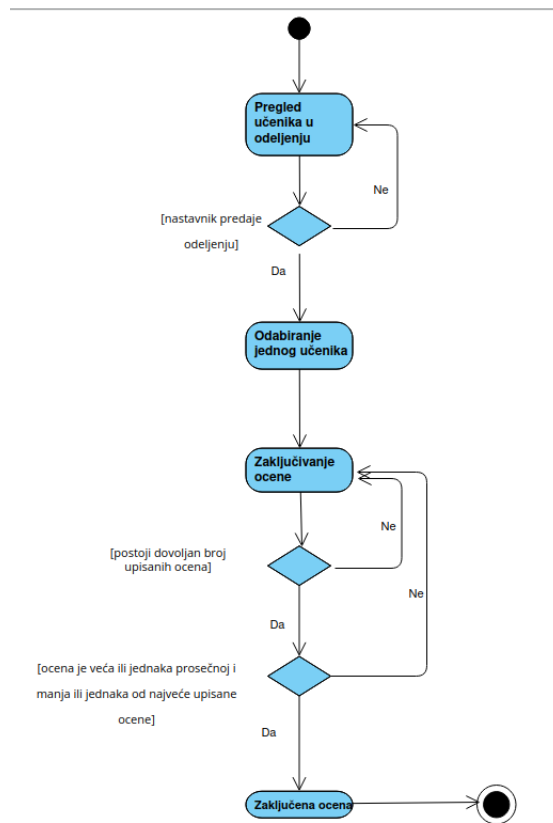 Pregled
učenika u
odeljenju
Ne
[nastavnik predaje
odeljenju]
Da
Odabiranje
jednog učenika
Zaključivanje
ocene
Ne
[postoji dovoljan broj
upisanih ocena]
Ne
Da
[ocena je veća ili jednaka prosečnoj i
manja ili jednaka od najveće upisane
ocene]
Da
Zaključena ocena